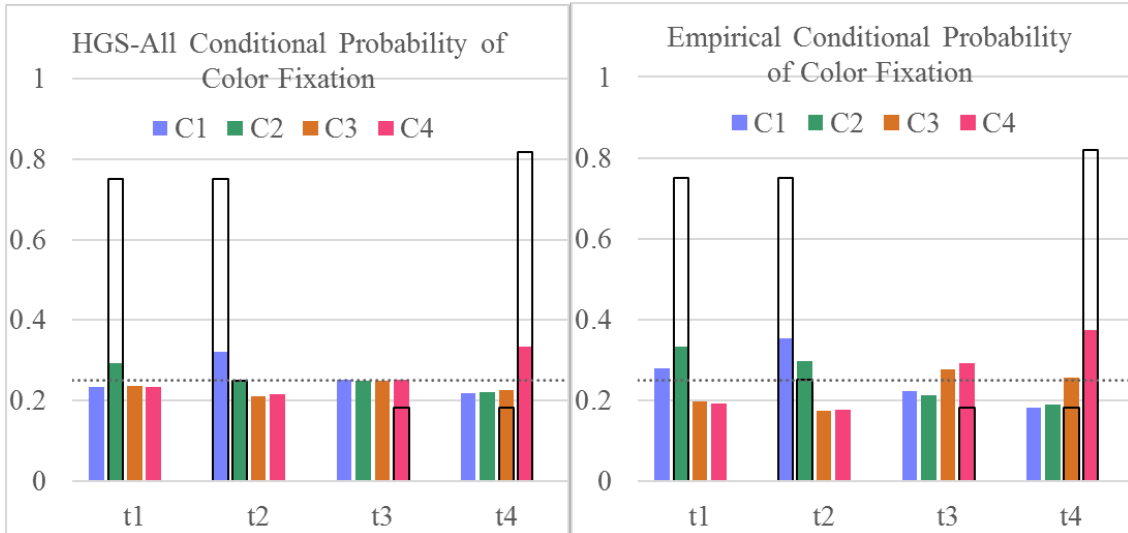 HGS-All Conditional Probability of
Color Fixation
1
C1 C2 C3 C4
0.8
0.6
0.4
0.2
0
t1 t2 t3 t4
Empirical Conditional Probability
of Color Fixation
1
C1 C2 C3 C4
0.8
0.6
0.4
0.2
0
t1 t2 t3 t4